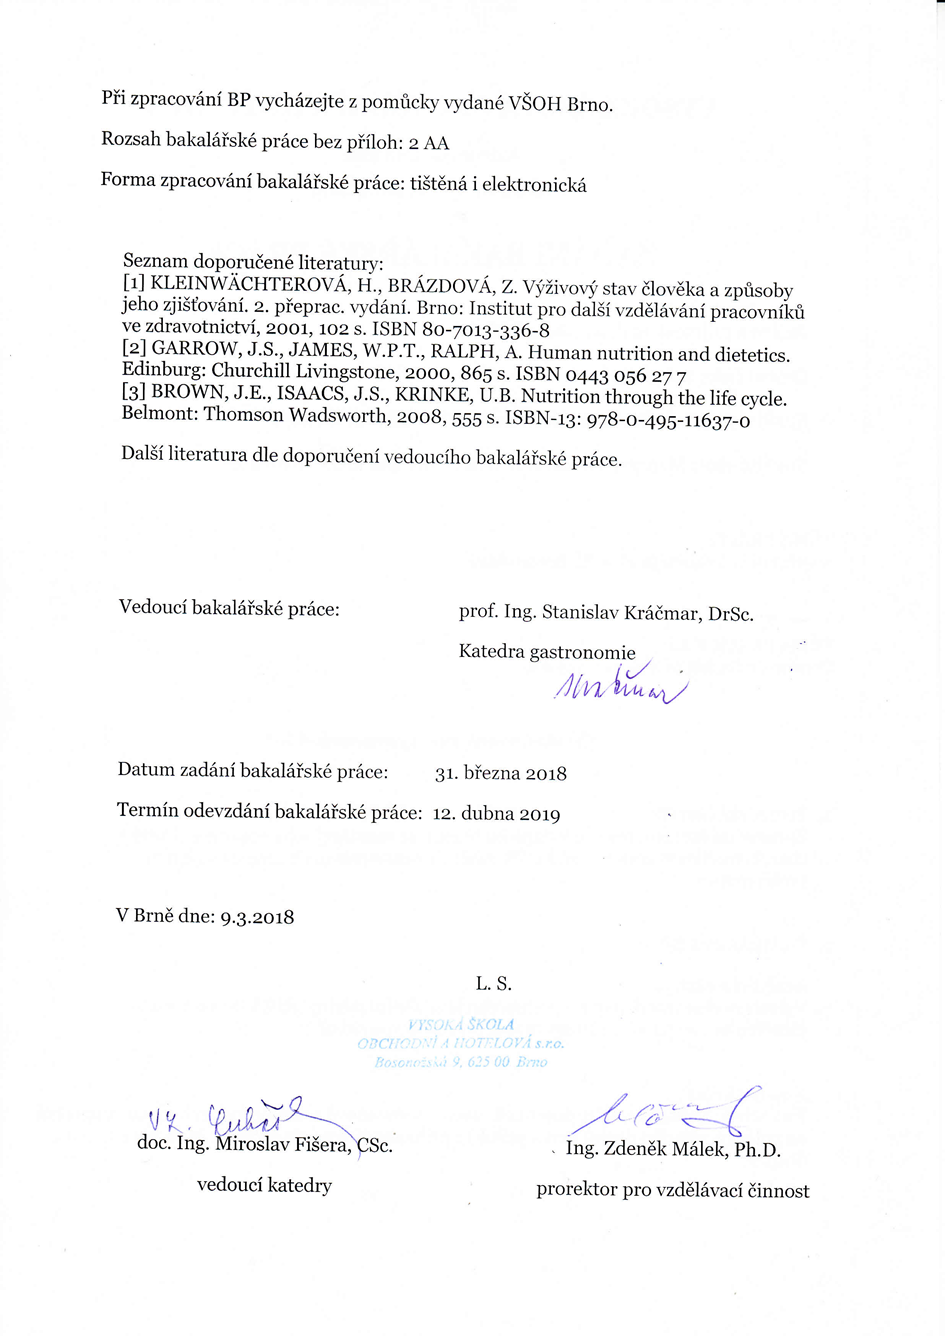 Při zpracování BP vycházejte z pomůcky vydané VŠOH Brno.
Rozsah bakalářské práce bez příloh: 2 AA
Forma zpracování bakalářské práce: tištěná i elektronická
Seznam doporučené literatury:
[1] KLEINWÄCHTEROVÁ, H., BRÁZDOVÁ, Z. Výživový stav člověka a způsoby
jeho zjišťování. 2. přeprac. vydání. Brno: Institut pro další vzdělávání pracovníků
ve zdravotnictví, 2001, 102 s. ISBN 80-7013-336-8
[2] GARROW, J.S., JAMES, W.P.T., RALPH, A. Human nutrition and dietetics.
Edinburg: Churchill Livingstone, 2000, 865 s. ISBN 0443 056 27 7
[3] BROWN, J.E., ISAACS, J.S., KRINKE, U.B. Nutrition through the life cycle.
Belmont: Thomson Wadsworth, 2008, 555 s. ISBN-13: 978-0-495-11637-0
Další literatura dle doporučení vedoucího bakalářské práce.
Vedoucí bakalářské práce: prof. Ing. Stanislav Kráčmar, DrSc.
Katedra gastronomie
Datum zadání bakalářské práce: 31. března 2018
Termín odevzdání bakalářské práce: 12. dubna 2019
V Brně dne: 9.3.2018
L. S.
VYSOKÁ ŠKOLA
OBCHODNÍ A HOTELOVÁ s.r.o.
Bosonožská 9, 625 00 Brno
doc. Ing. Miroslav Fišera, CSc. Ing. Zdeněk Málek, Ph.D.
vedoucí katedry prorektor pro vzdělávací činnost